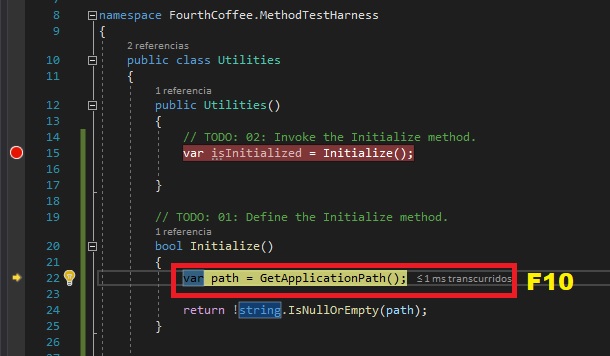 8 namespace FourthCoffee.MethodTestHarness
9 {
2 referencias
10 public class Utilities
11 {
1 referencia
12 public Utilities()
13 {
14 // TODO: 02: Invoke the Initialize method.
15 var isInitialized = Initialize();
16
17 }
18
19 // TODO: 01: Define the Initialize method.
1 referencia
20 bool Initialize()
21 {
22 var path = GetApplicationPath(); ≤1 ms transcurridos F10
23
24 return !string.IsNullOrEmpty(path);
25 }
26